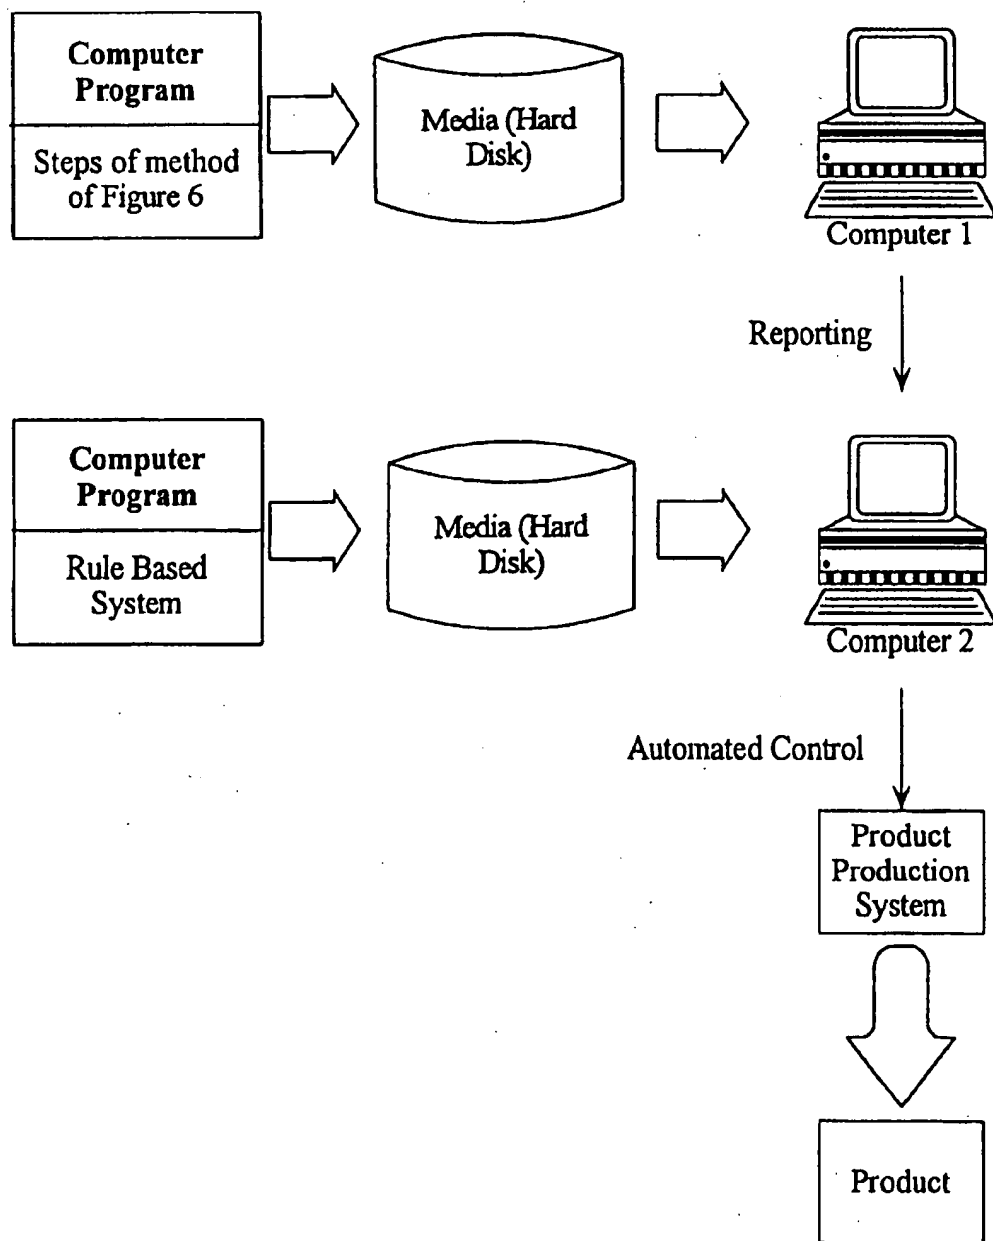 Computer
Program
Steps of method
of Figure 6
Media (Hard
Disk)
Computer 1
Reporting
Computer
Program
Rule Based
System
Media (Hard
Disk)
Computer 2
Automated Control
Product
Production
System
Product